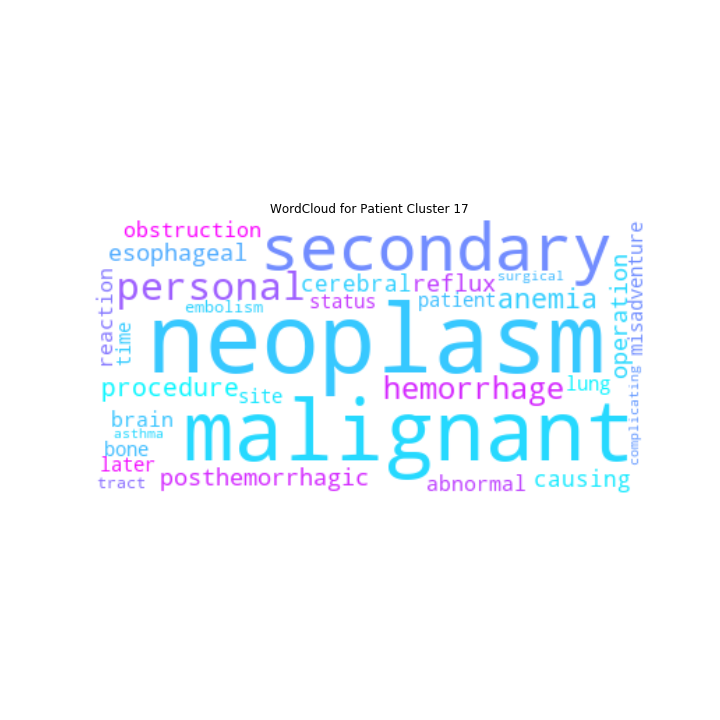 WordCloud for Patient Cluster 17
obstruction
secondary
misadventure
esophageal
operation
reaction
personal
cerebral
reflux
surgical
status
patient
anemia
embolism
time
neoplasm
procedure
site
hemorrhage
lung
complicating
brain
malignant
asthma
bone
later
posthemorrhagic
abnormal
causing
tract